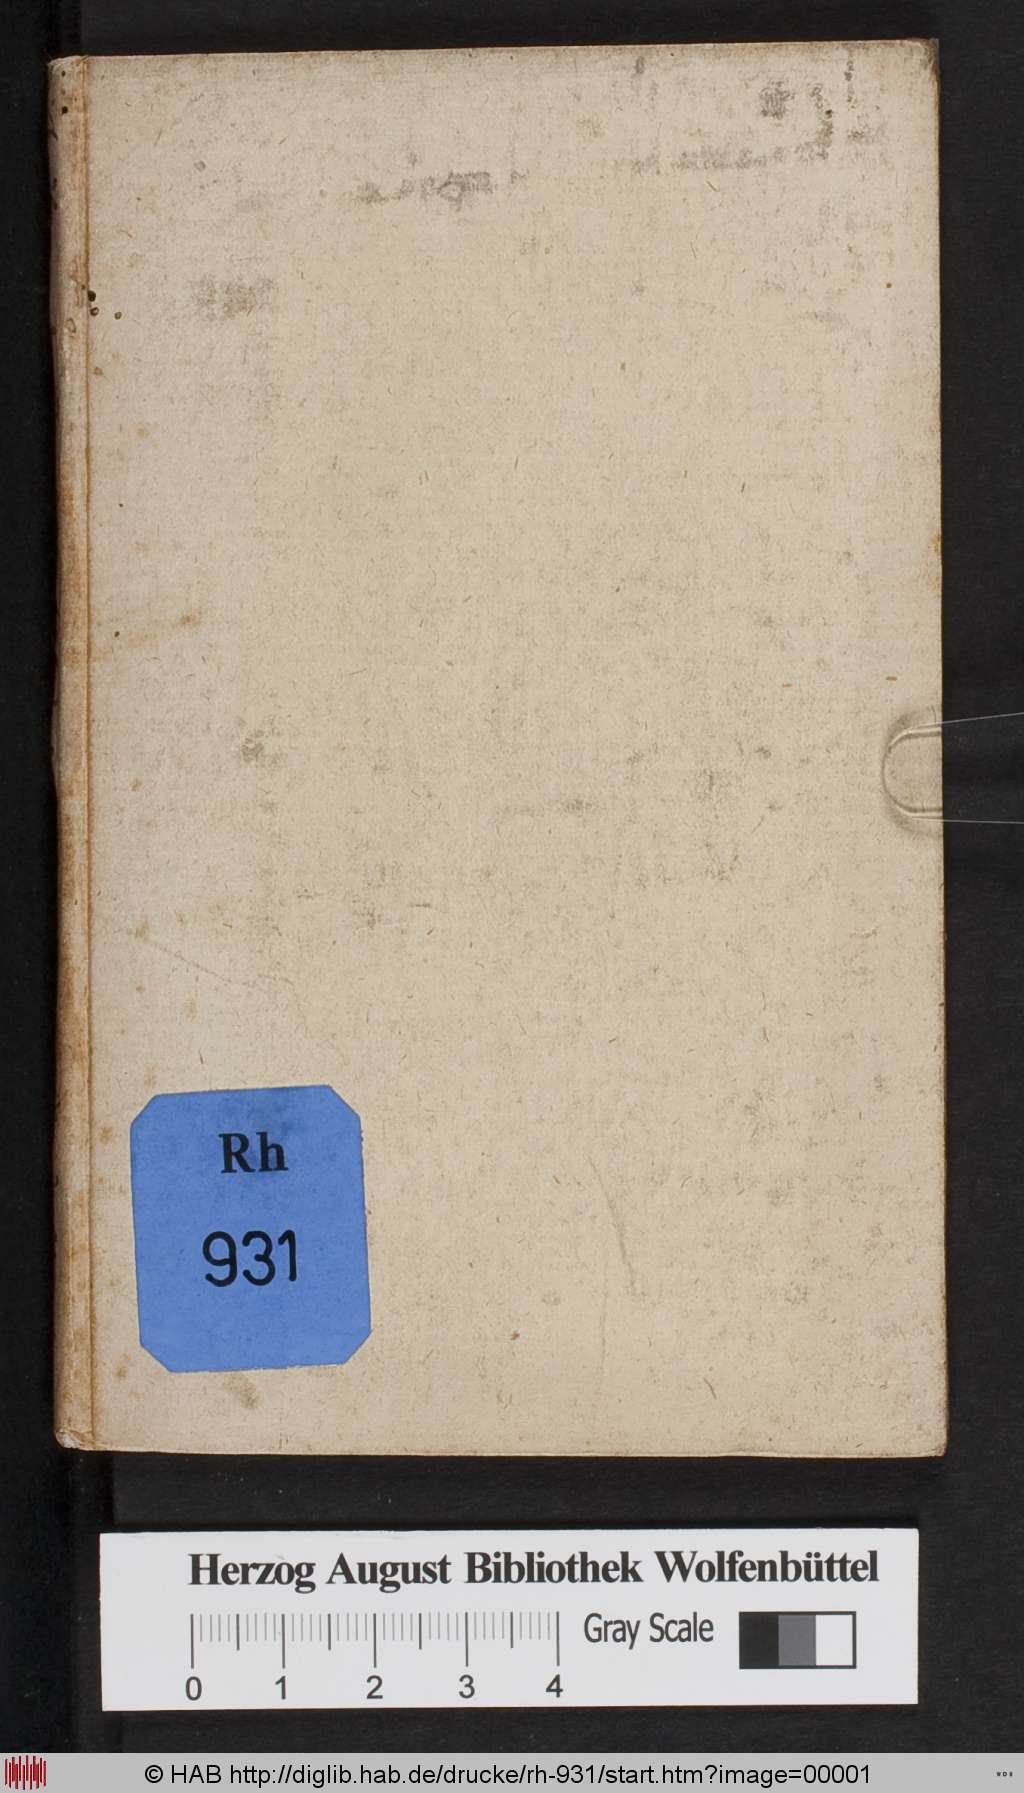 Rh
931
Herzog August Bibliothek Wolfenbüttel
0 1 2 3 4
Gray Scale
© HAB http://diglib.hab.de/drucke/rh-931/start.htm?image=00001